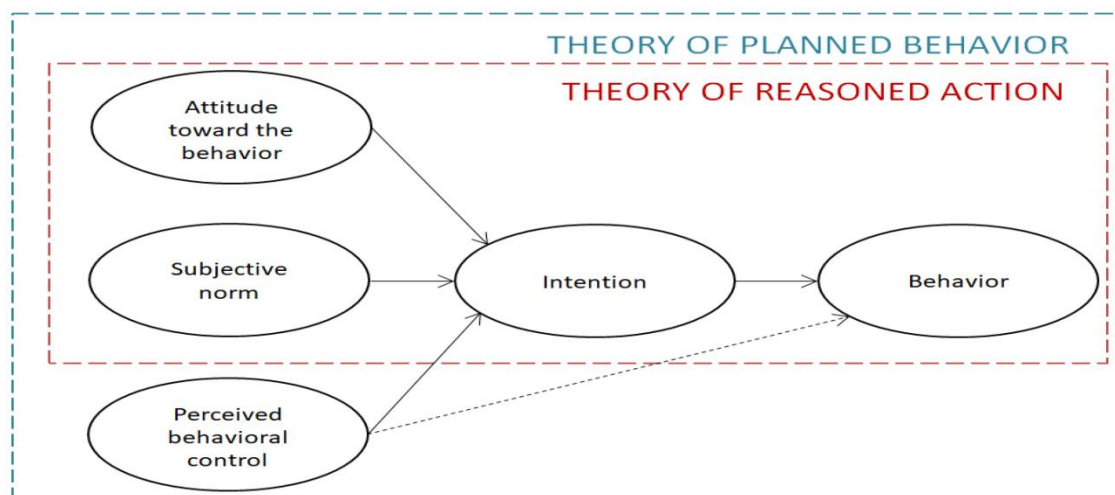 THEORY OF PLANNED BEHAVIOR
THEORY OF REASONED ACTION
Attitude
toward the
behavior
Subjective
norm
Intention
Behavior
Perceived
behavioral
control